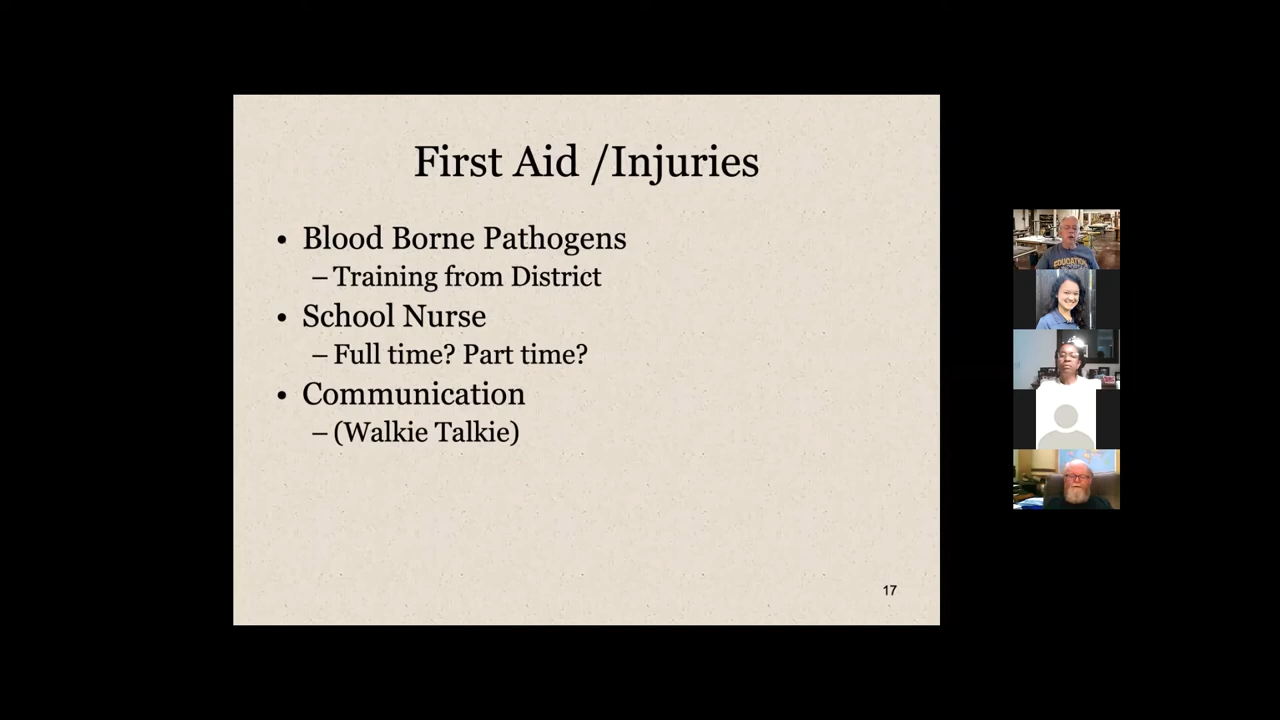 First Aid /Injuries
• Blood Borne Pathogens
– Training from District
• School Nurse
– Full time? Part time?
• Communication
– (Walkie Talkie)
17
EDUCATION